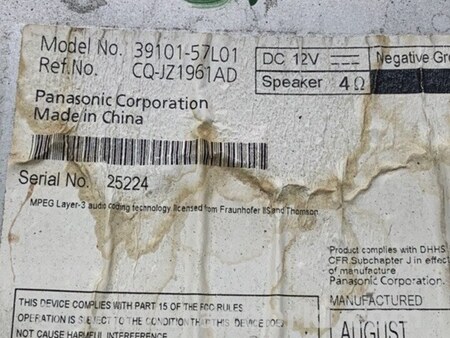 Model No. 39101-57L01
Ref.No. CQ-JZ1961AD
DC 12V Negative Gro
Speaker 4Ω
Panasonic Corporation
Made in China
Serial No. 25224
MPEG Layer-3 audio coding technology licensed from Fraunhofer IIS and Thomson.
Product complies with DHHS
CFR Subchapter J in effect
of manufacture
Panasonic Corporation.
MANUFACTURED
AUGUST
THIS DEVICE COMPLIES WITH PART 15 OF THE FCC RULES
OPERATION IS SUBJECT TO THE CONDITION THAT THIS DEVICE DOE
NOT CAUSE HARMFUL INTERFERENCE